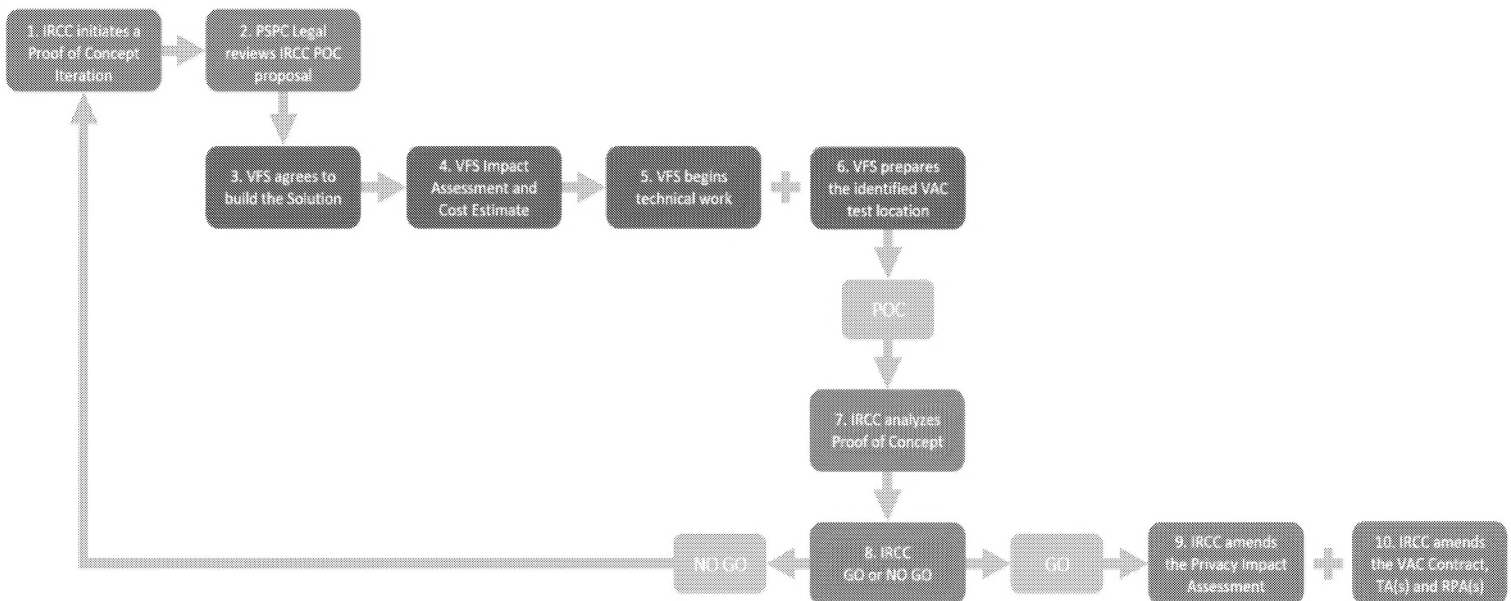 1. IRCC initiates a
Proof of Concept
Iteration
2. PSPC Legal
reviews IRCC POC
proposal
3. VFS agrees to
build the Solution
4. VFS Impact
Assessment and
Cost Estimate
5. VFS begins
technical work
6. VFS prepares
the identified VAC
test location
POC
7. IRCC analyzes
Proof of Concept
8. IRCC
GO or NO GO
NO GO
GO
9. IRCC amends
the Privacy Impact
Assessment
10. IRCC amends
the VAC Contract,
TA(s) and RPA(s)